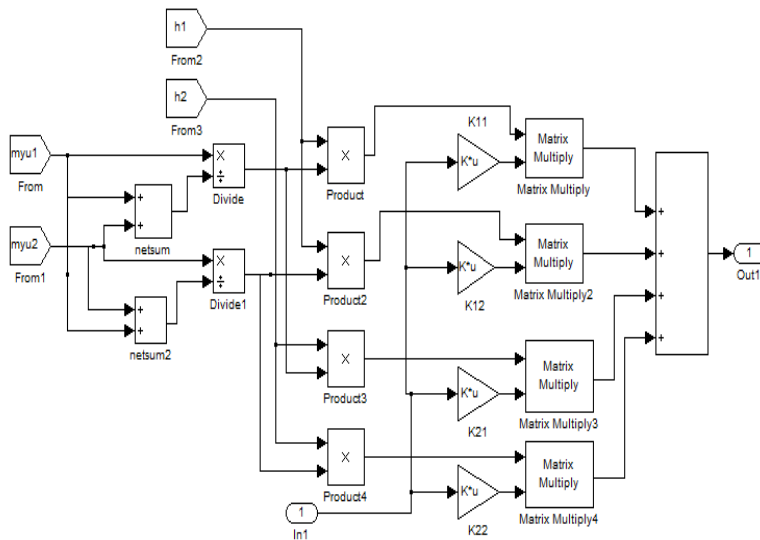 h1
From2
h2
From3
myu1
From
myu2
From1
+
+
netsum
+
+
netsum2
×
÷
Divide
×
÷
Divide1
×
Product
×
Product2
×
Product3
×
Product4
1
In1
K11
K*u
K*u
K12
K*u
K21
K*u
K22
Matrix
Multiply
Matrix Multiply
Matrix
Multiply
Matrix Multiply2
Matrix
Multiply
Matrix Multiply3
Matrix
Multiply
Matrix Multiply4
+
+
+
+
1
Out1